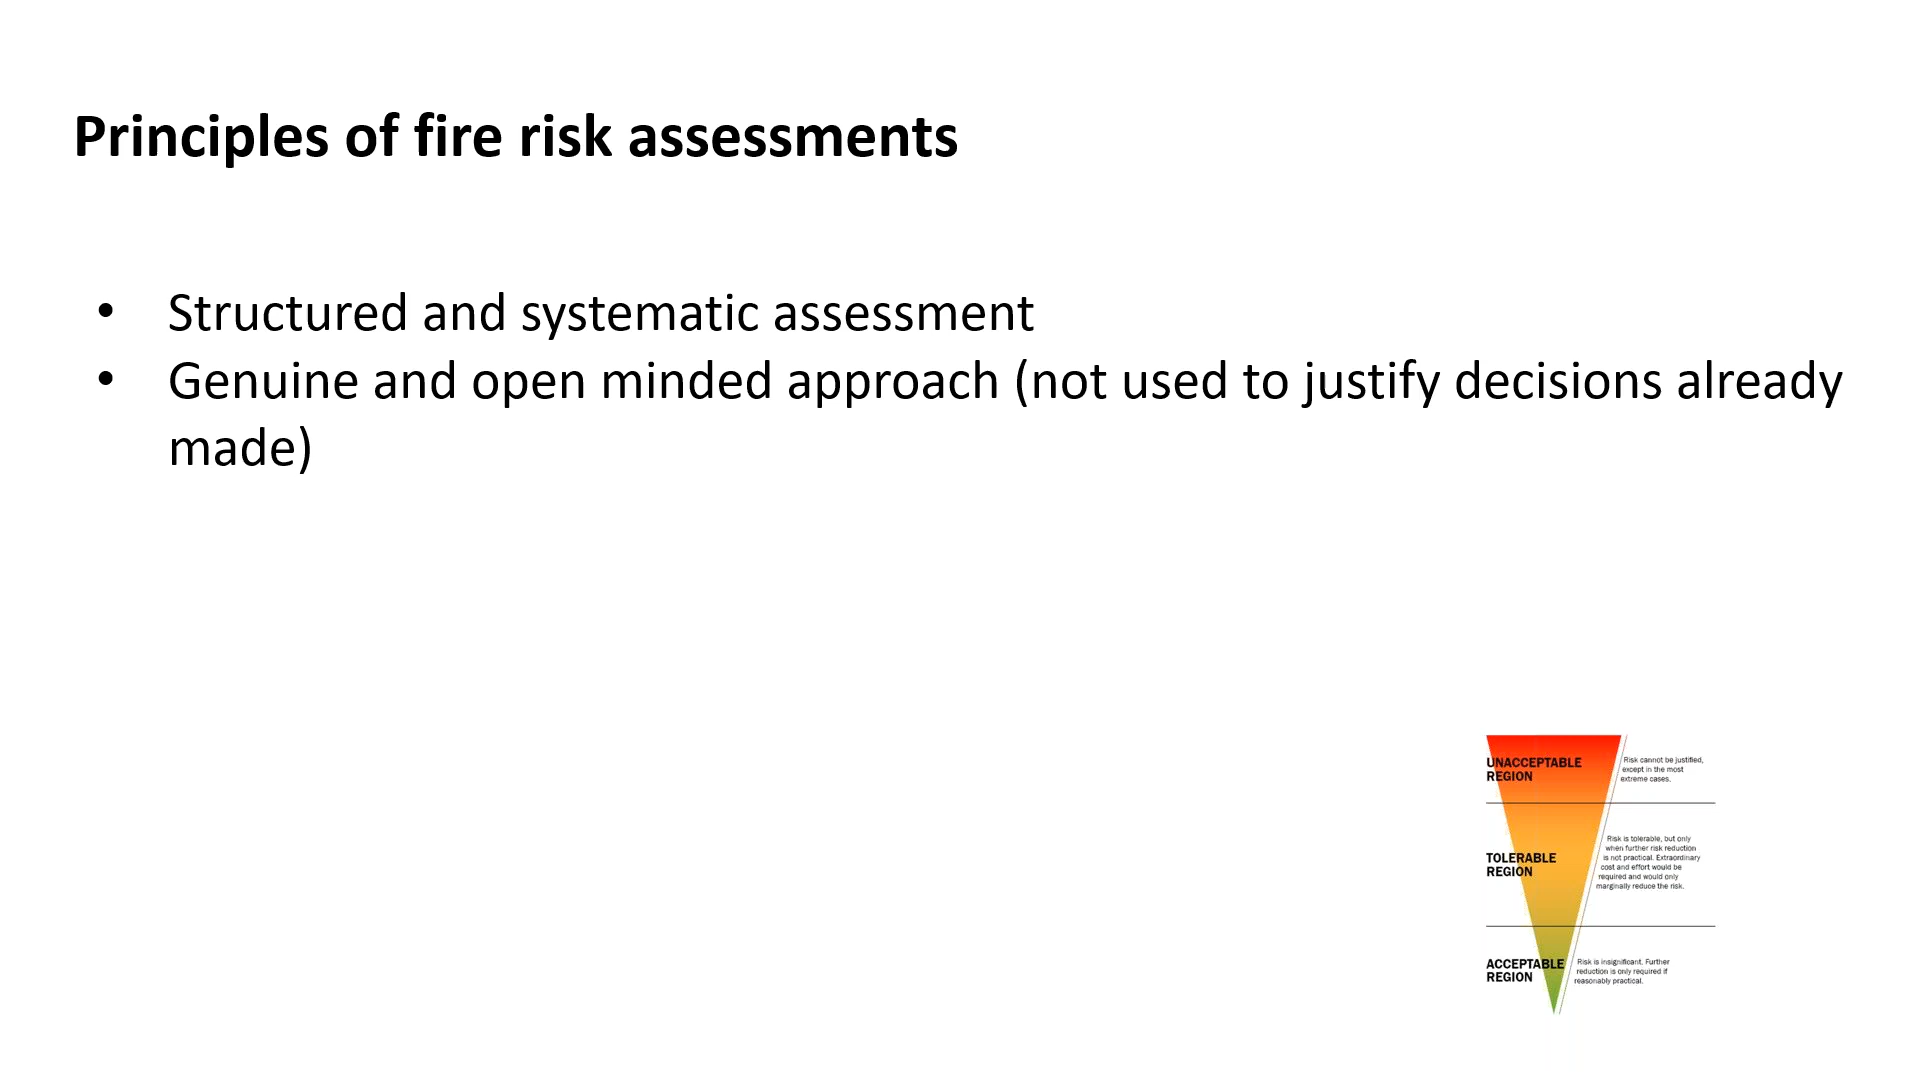 Principles of fire risk assessments
• Structured and systematic assessment
• Genuine and open minded approach (not used to justify decisions already
made)
UNACCEPTABLE
REGION
Risk cannot be justified,
except in the most
extreme cases.
TOLERABLE
REGION
Risk is tolerable, but only
when further risk reduction
is not practical. Extraordinary
cost and effort would be
required and would only
marginally reduce the risk.
ACCEPTABLE
REGION
Risk is insignificant. Further
reduction is only required if
reasonably practical.